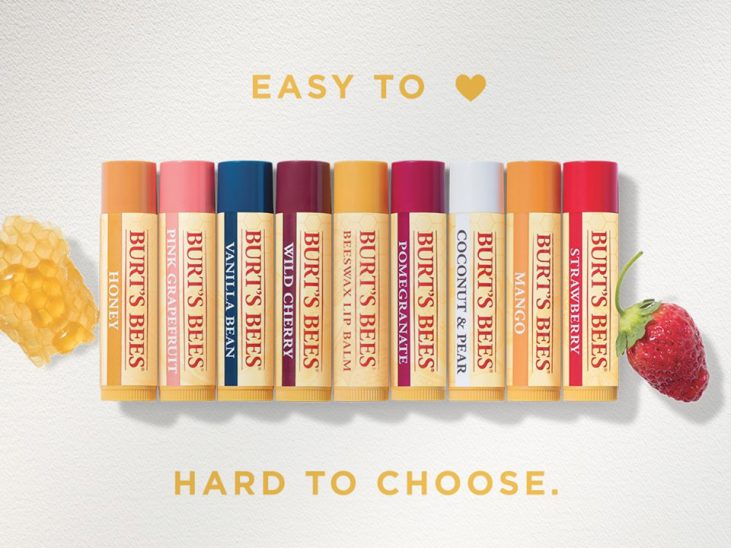 EASY TO ♥
BURT'S BEES
HONEY
BURT'S BEES
PINK GRAPEFRUIT
BURT'S BEES
VANILLA BEAN
BURT'S BEES
WILD CHERRY
BURT'S BEES
BEESWAX LIP BALM
BURT'S BEES
POMEGRANATE
BURT'S BEES
COCONUT & PEAR
BURT'S BEES
MANGO
BURT'S BEES
STRAWBERRY
HARD TO CHOOSE.